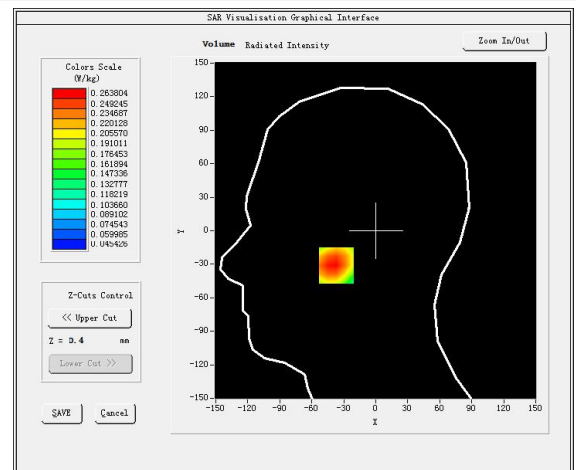 SAR Visualisation Graphical Interface
Volume Radiated Intensity
Zoom In/Out
Colors Scale
(W/kg)
0.263804
0.249245
0.234687
0.220128
0.205570
0.191011
0.176453
0.161894
0.147336
0.132777
0.118219
0.103660
0.089102
0.074543
0.059985
0.045426
Z-Cuts Control
<< Upper Cut
Z = 0.4 mm
Lower Cut >>
SAVE Cancel
150
120
90
60
30
0
-30
-60
-90
-120
-150
Y
-150 -120 -90 -60 -30 0 30 60 90 120 150
X